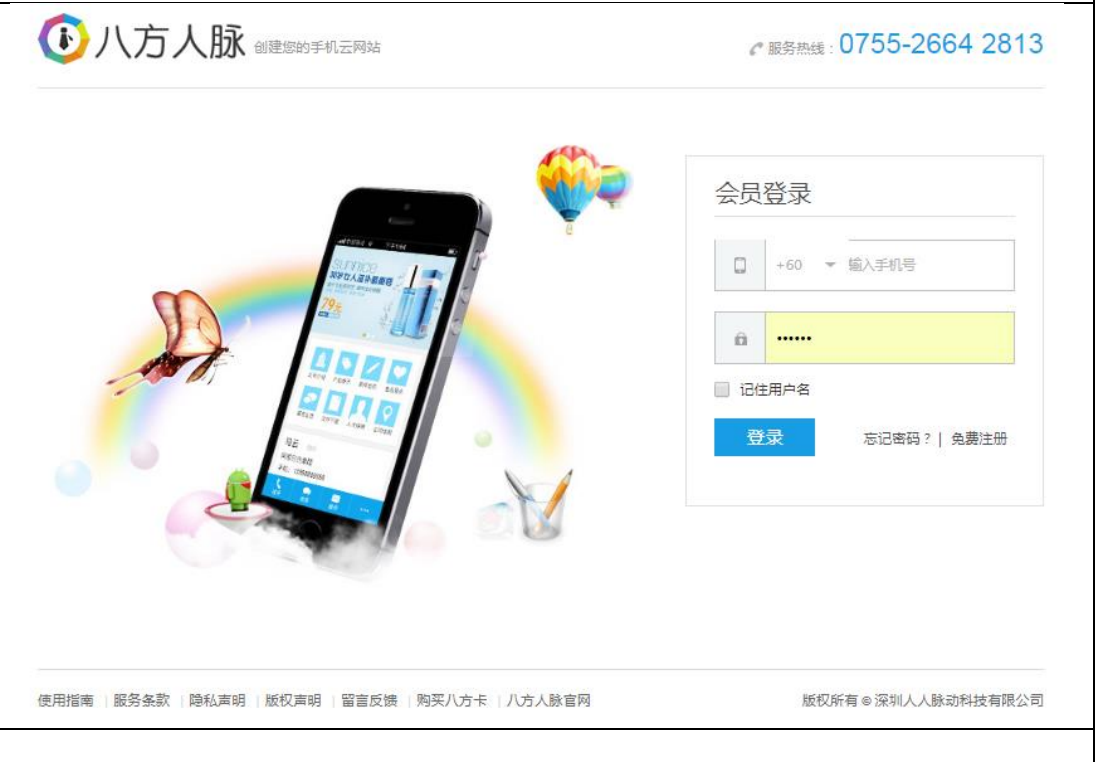 八方人脉 创建您的手机云网站
服务热线 : 0755-2664 2813
会员登录
+60 输入手机号
••••••
记住用户名
登录 忘记密码？| 免费注册
sunrice
79元
使用指南 | 服务条款 | 隐私声明 | 版权声明 | 留言反馈 | 购买八方卡 | 八方人脉官网
版权所有 © 深圳人人脉动科技有限公司